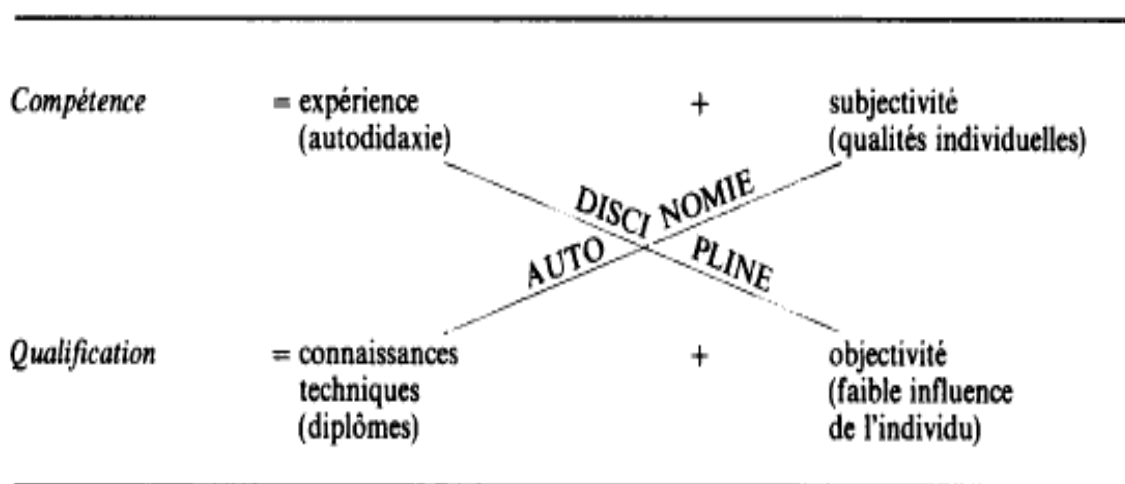 Compétence = expérience + subjectivité
(autodidaxie) (qualités individuelles)
DISCI NOMIE
AUTO PLINE
Qualification = connaissances + objectivité
techniques (faible influence
(diplômes) de l'individu)